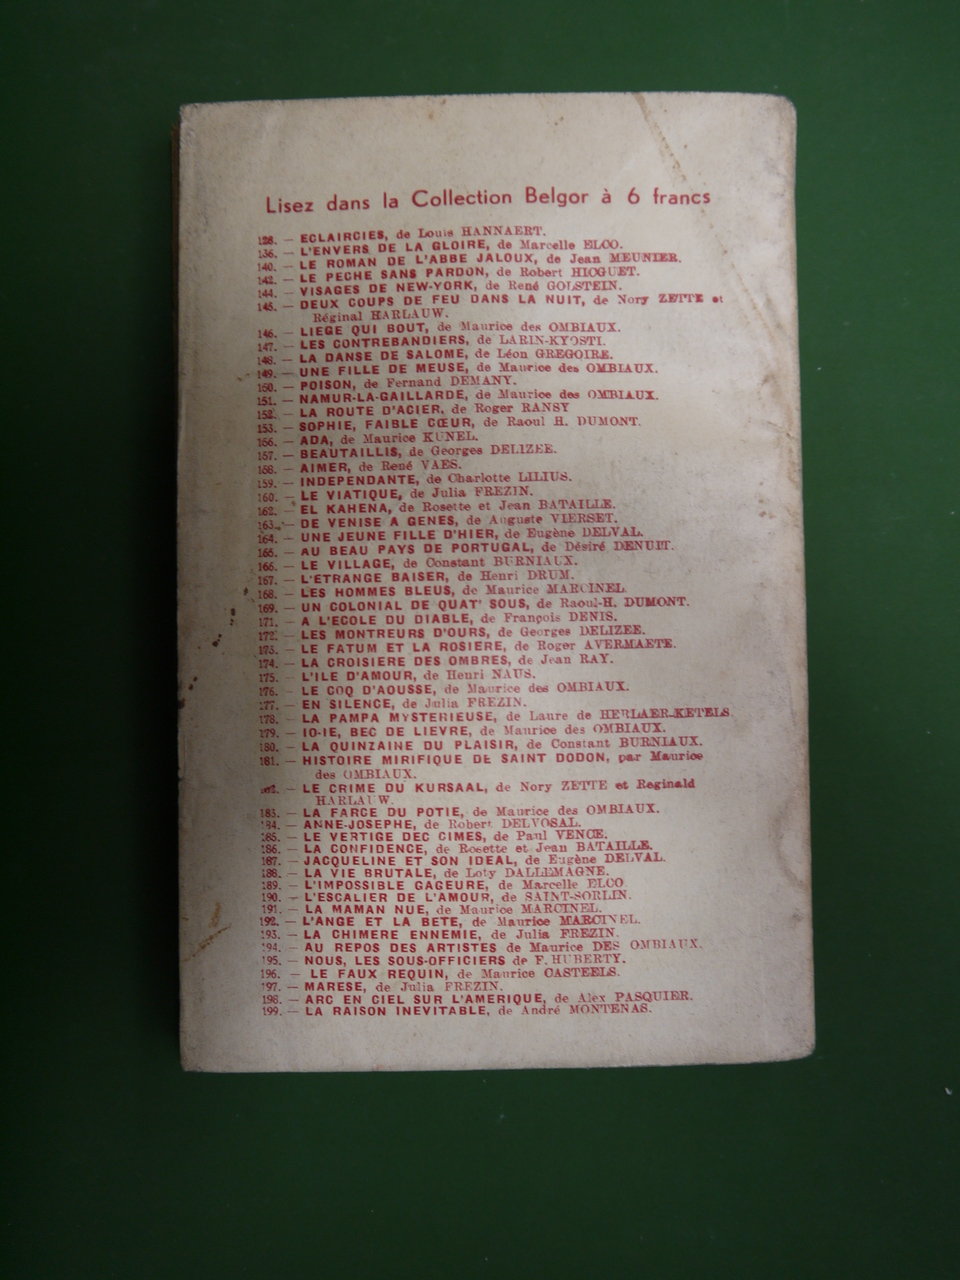 Lisez dans la Collection Belgor à 6 francs
128. — ECLAIRCIES, de Louis HANNAERT.
136. — L'ENVERS DE LA GLOIRE, de Marcelle ELCO.
140. — LE ROMAN DE L'ABBE JALOUX, de Jean MEUNIER.
142. — LE PECHE SANS PARDON, de Robert HIOGUET.
144. — VISAGES DE NEW-YORK, de René GOLSTEIN.
145. — DEUX COUPS DE FEU DANS LA NUIT, de Nory ZETTE et
Réginal HARLAUW.
146. — LIEGE QUI BOUT, de Maurice des OMBIAUX.
147. — LES CONTREBANDIERS, de LARIN-KYOSTI.
148. — LA DANSE DE SALOME, de Léon GREGOIRE.
149. — UNE FILLE DE MEUSE, de Maurice des OMBIAUX.
150. — POISON, de Fernand DEMANY.
151. — NAMUR-LA-GAILLARDE, de Maurice des OMBIAUX.
152. — LA ROUTE D'ACIER, de Roger RANSY
153. — SOPHIE, FAIBLE CŒUR, de Raoul H. DUMONT.
156. — ADA, de Maurice KUNEL.
157. — BEAUTAILLIS, de Georges DELIZEE.
158. — AIMER, de René VAES.
159. — INDEPENDANTE, de Charlotte LILIUS.
160. — LE VIATIQUE, de Julia FREZIN.
162. — EL KAHENA, de Rosette et Jean BATAILLE.
163. — DE VENISE A GENES, de Auguste VIERSET.
164. — UNE JEUNE FILLE D'HIER, de Eugène DELVAL.
165. — AU BEAU PAYS DE PORTUGAL, de Désiré DENUIT.
166. — LE VILLAGE, de Constant BURNIAUX.
167. — L'ETRANGE BAISER, de Henri DRUM.
168. — LES HOMMES BLEUS, de Maurice MARCINEL
169. — UN COLONIAL DE QUAT' SOUS, de Raoul-H. DUMONT.
171. — A L'ECOLE DU DIABLE, de François DENIS.
172. — LES MONTREURS D'OURS, de Georges DELIZEE.
173. — LE FATUM ET LA ROSIERE, de Roger AVERMAETE.
174. — LA CROISIERE DES OMBRES, de Jean RAY.
175. — L'ILE D'AMOUR, de Henri NAUS.
176. — LE COQ D'AOUSSE, de Maurice des OMBIAUX.
177. — EN SILENCE, de Julia FREZIN.
178. — LA PAMPA MYSTERIEUSE, de Laure de HERLAER-KETELS
179. — IO-IE, BEC DE LIEVRE, de Maurice des OMBIAUX.
180. — LA QUINZAINE DU PLAISIR, de Constant BURNIAUX.
181. — HISTOIRE MIRIFIQUE DE SAINT DODON, par Maurice
des OMBIAUX.
182. — LE CRIME DU KURSAAL, de Nory ZETTE et Reginald
HARLAUW.
183. — LA FARCE DU POTIE, de Maurice des OMBIAUX.
184. — ANNE-JOSEPHE, de Robert DELVOSAL.
185. — LE VERTIGE DEC CIMES, de Paul VENCE.
186. — LA CONFIDENCE, de Rosette et Jean BATAILLE.
187. — JACQUELINE ET SON IDEAL, de Eugène DELVAL.
188. — LA VIE BRUTALE, de Loty DALLEMAGNE.
189. — L'IMPOSSIBLE GAGEURE, de Marcelle ELCO
190. — L'ESCALIER DE L'AMOUR, de SAINT-SORLIN.
191. — LA MAMAN NUE, de Maurice MARCINEL.
192. — L'ANGE ET LA BETE, de Maurice MARCINEL.
193. — LA CHIMERE ENNEMIE, de Julia FREZIN.
194. — AU REPOS DES ARTISTES de Maurice DES OMBIAUX.
195. — NOUS, LES SOUS-OFFICIERS de F. HUBERTY.
196. — LE FAUX REQUIN, de Maurice CASTEELS.
197. — MARESE, de Julia FREZIN.
198. — ARC EN CIEL SUR L'AMERIQUE, de Alex PASQUIER.
199. — LA RAISON INEVITABLE, de André MONTENAS.